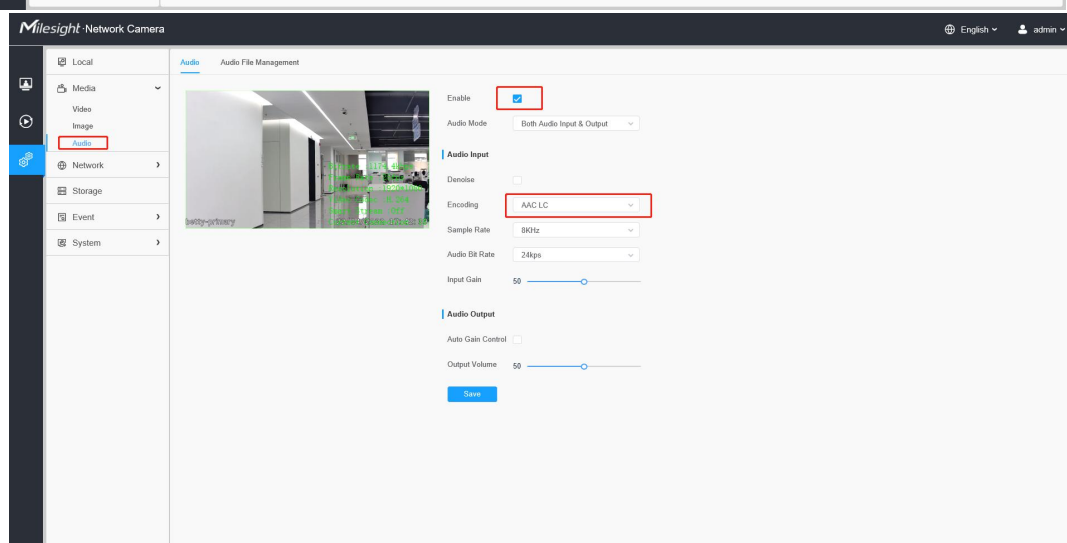 Milesight · Network Camera
English
admin
Local
Media
Video
Image
Audio
Network
Storage
Event
System
Audio Audio File Management
betty-primary
Enable
Audio Mode Both Audio Input & Output
Audio Input
Denoise
Encoding AAC LC
Sample Rate 8KHz
Audio Bit Rate 24kps
Input Gain 50
Audio Output
Auto Gain Control
Output Volume 50
Save